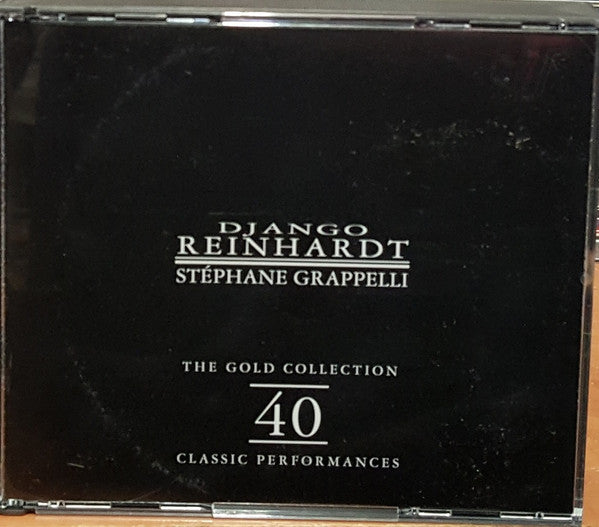 DJANGO
REINHARDT
STÉPHANE GRAPPELLI
THE GOLD COLLECTION
40
CLASSIC PERFORMANCES